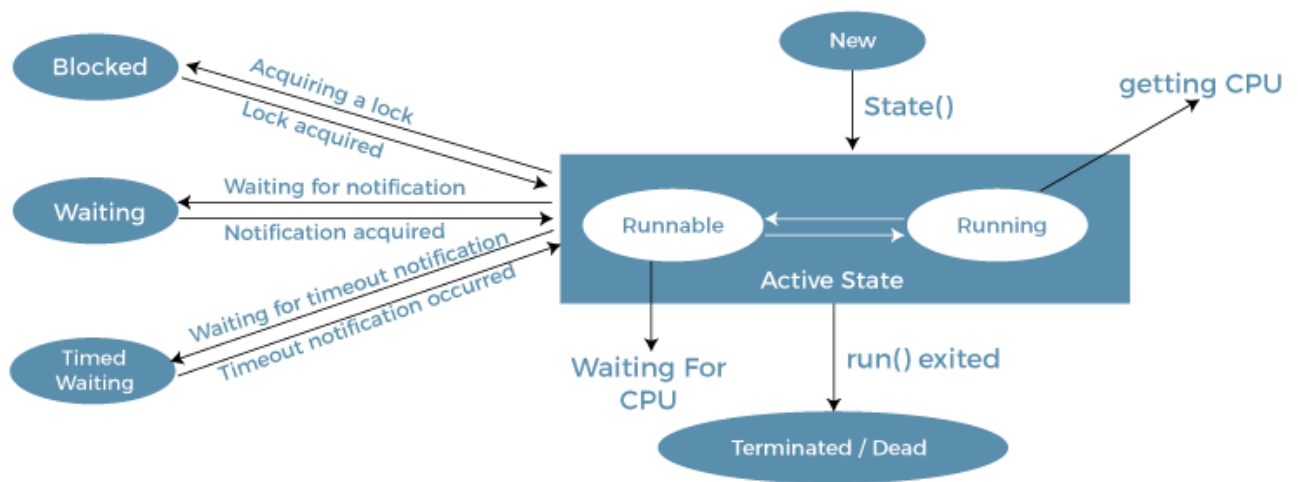 New
Blocked
Acquiring a lock
Lock acquired
State()
getting CPU
Waiting
Waiting for notification
Notification acquired
Runnable
Running
Active State
Waiting for timeout notification
Timeout notification occurred
Timed
Waiting
Waiting For
CPU
run() exited
Terminated / Dead